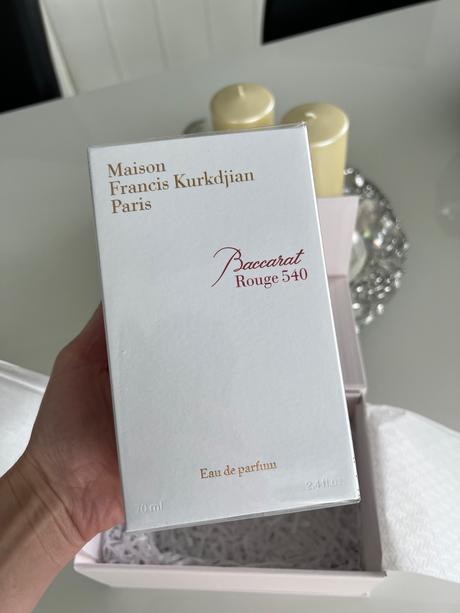 Maison
Francis Kurkdjian
Paris
Baccarat
Rouge 540
Eau de parfum
70 ml
2.4 fl.oz